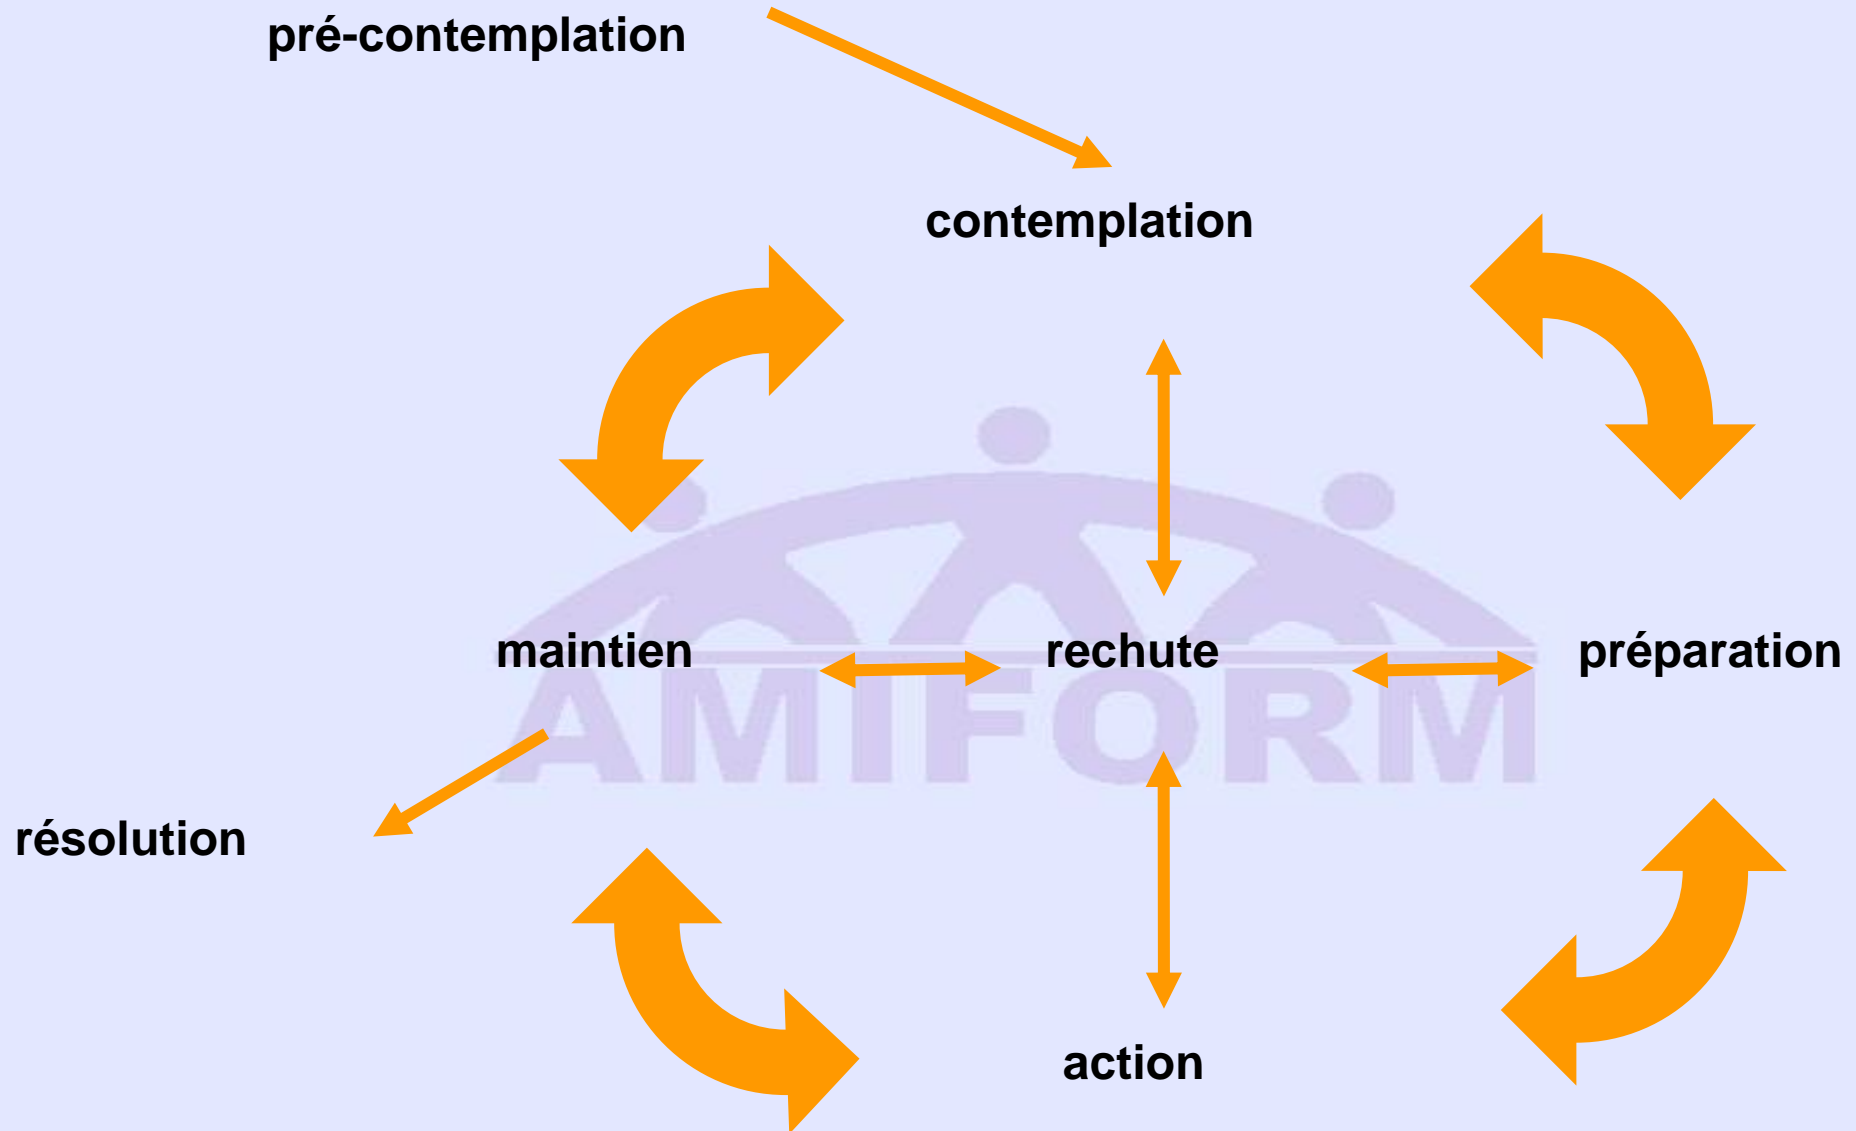 pré-contemplation
contemplation
maintien
rechute
préparation
AMIFORM
résolution
action